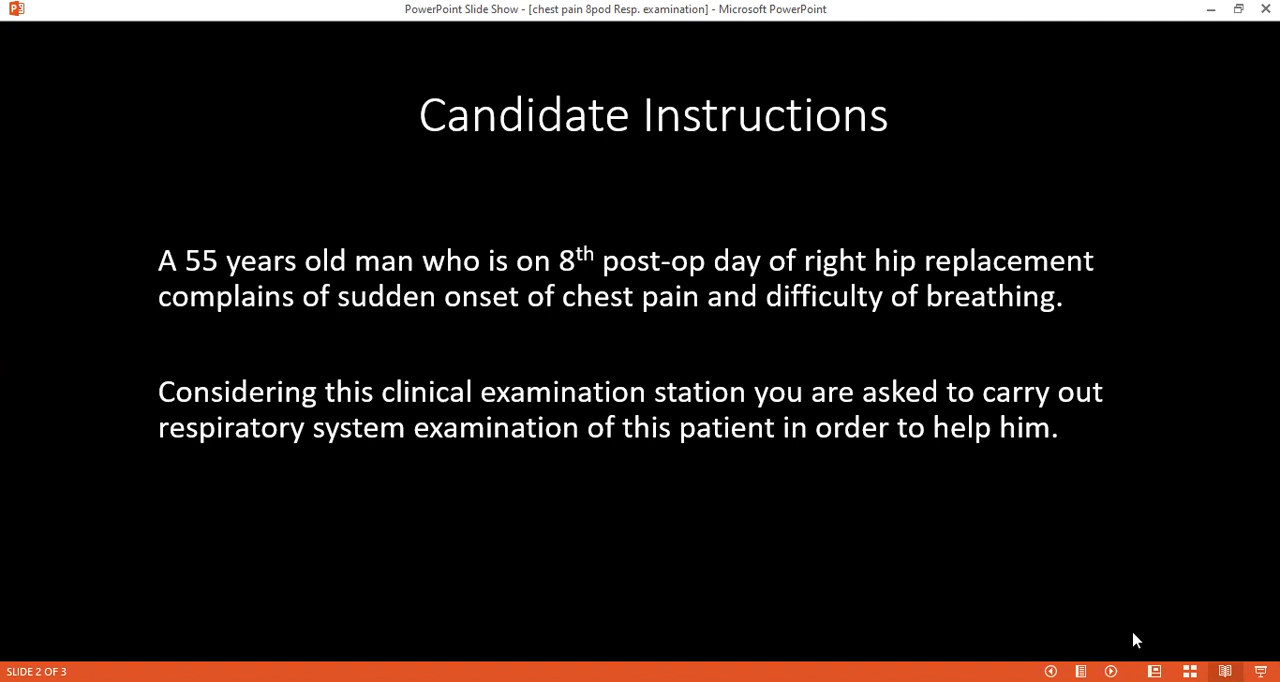 PowerPoint Slide Show - [chest pain 8pod Resp. examination] - Microsoft PowerPoint
Candidate Instructions
A 55 years old man who is on 8th post-op day of right hip replacement
complains of sudden onset of chest pain and difficulty of breathing.
Considering this clinical examination station you are asked to carry out
respiratory system examination of this patient in order to help him.
SLIDE 2 OF 3